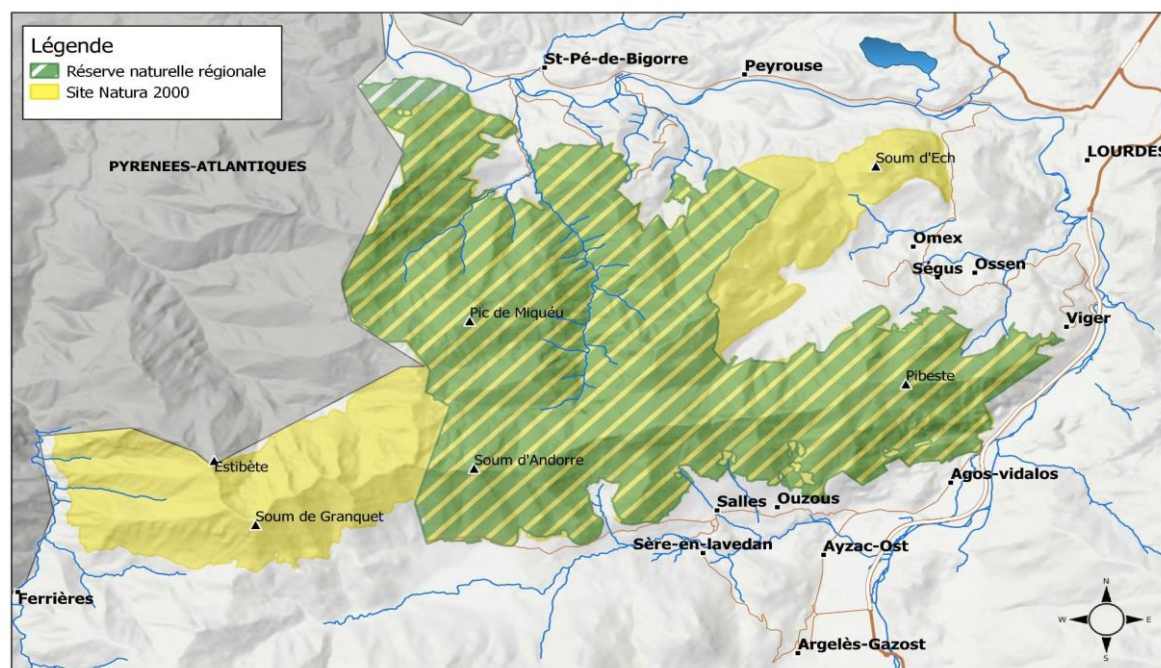 Légende
Réserve naturelle régionale
Site Natura 2000
St-Pé-de-Bigorre
Peyrouse
PYRENEES-ATLANTIQUES
Soum d'Ech
LOURDES
Omex
Ségus
Ossen
Pic de Miquéu
Viger
Pibeste
Estibète
Soum d'Andorre
Agos-vidalos
Salles
Ouzous
Soum de Granquet
Sère-en-lavedan
Ayzac-Ost
Ferrières
Argelès-Gazost
N
W
E
S